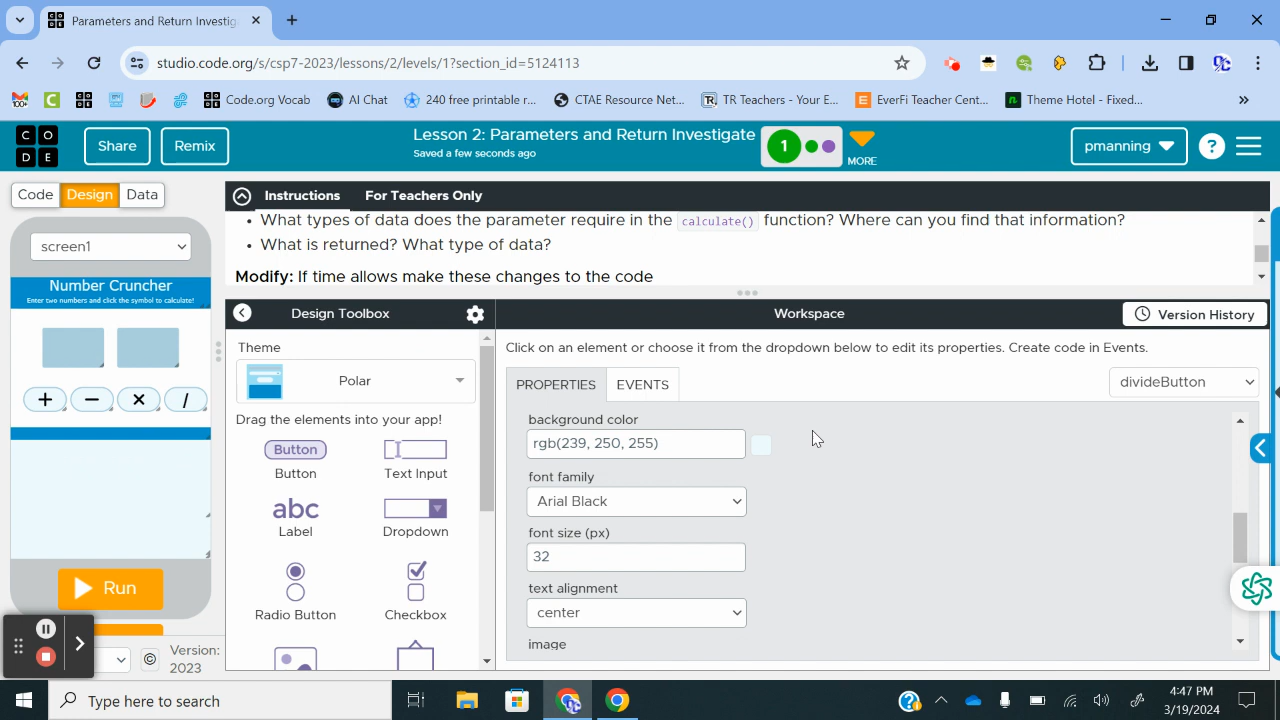 Parameters and Return Investig
studio.code.org/s/csp7-2023/lessons/2/levels/1?section_id=5124113
Code.org Vocab
AI Chat
240 free printable r...
CTAE Resource Net...
TR Teachers - Your E...
EverFi Teacher Cent...
Theme Hotel - Fixed...
C O
D E
Share
Remix
Lesson 2: Parameters and Return Investigate
Saved a few seconds ago
1
MORE
pmanning
?
Code
Design
Data
Instructions
For Teachers Only
• What types of data does the parameter require in the calculate() function? Where can you find that information?
• What is returned? What type of data?
Modify: If time allows make these changes to the code
screen1
Number Cruncher
Enter two numbers and click the symbol to calculate!
+ − × /
Run
Version:
2023
Design Toolbox
Workspace
Version History
Theme
Polar
Drag the elements into your app!
Button
Button
Text Input
abc
Label
Dropdown
Radio Button
Checkbox
Click on an element or choose it from the dropdown below to edit its properties. Create code in Events.
PROPERTIES
EVENTS
divideButton
background color
rgb(239, 250, 255)
font family
Arial Black
font size (px)
32
text alignment
center
image
Type here to search
4:47 PM
3/19/2024